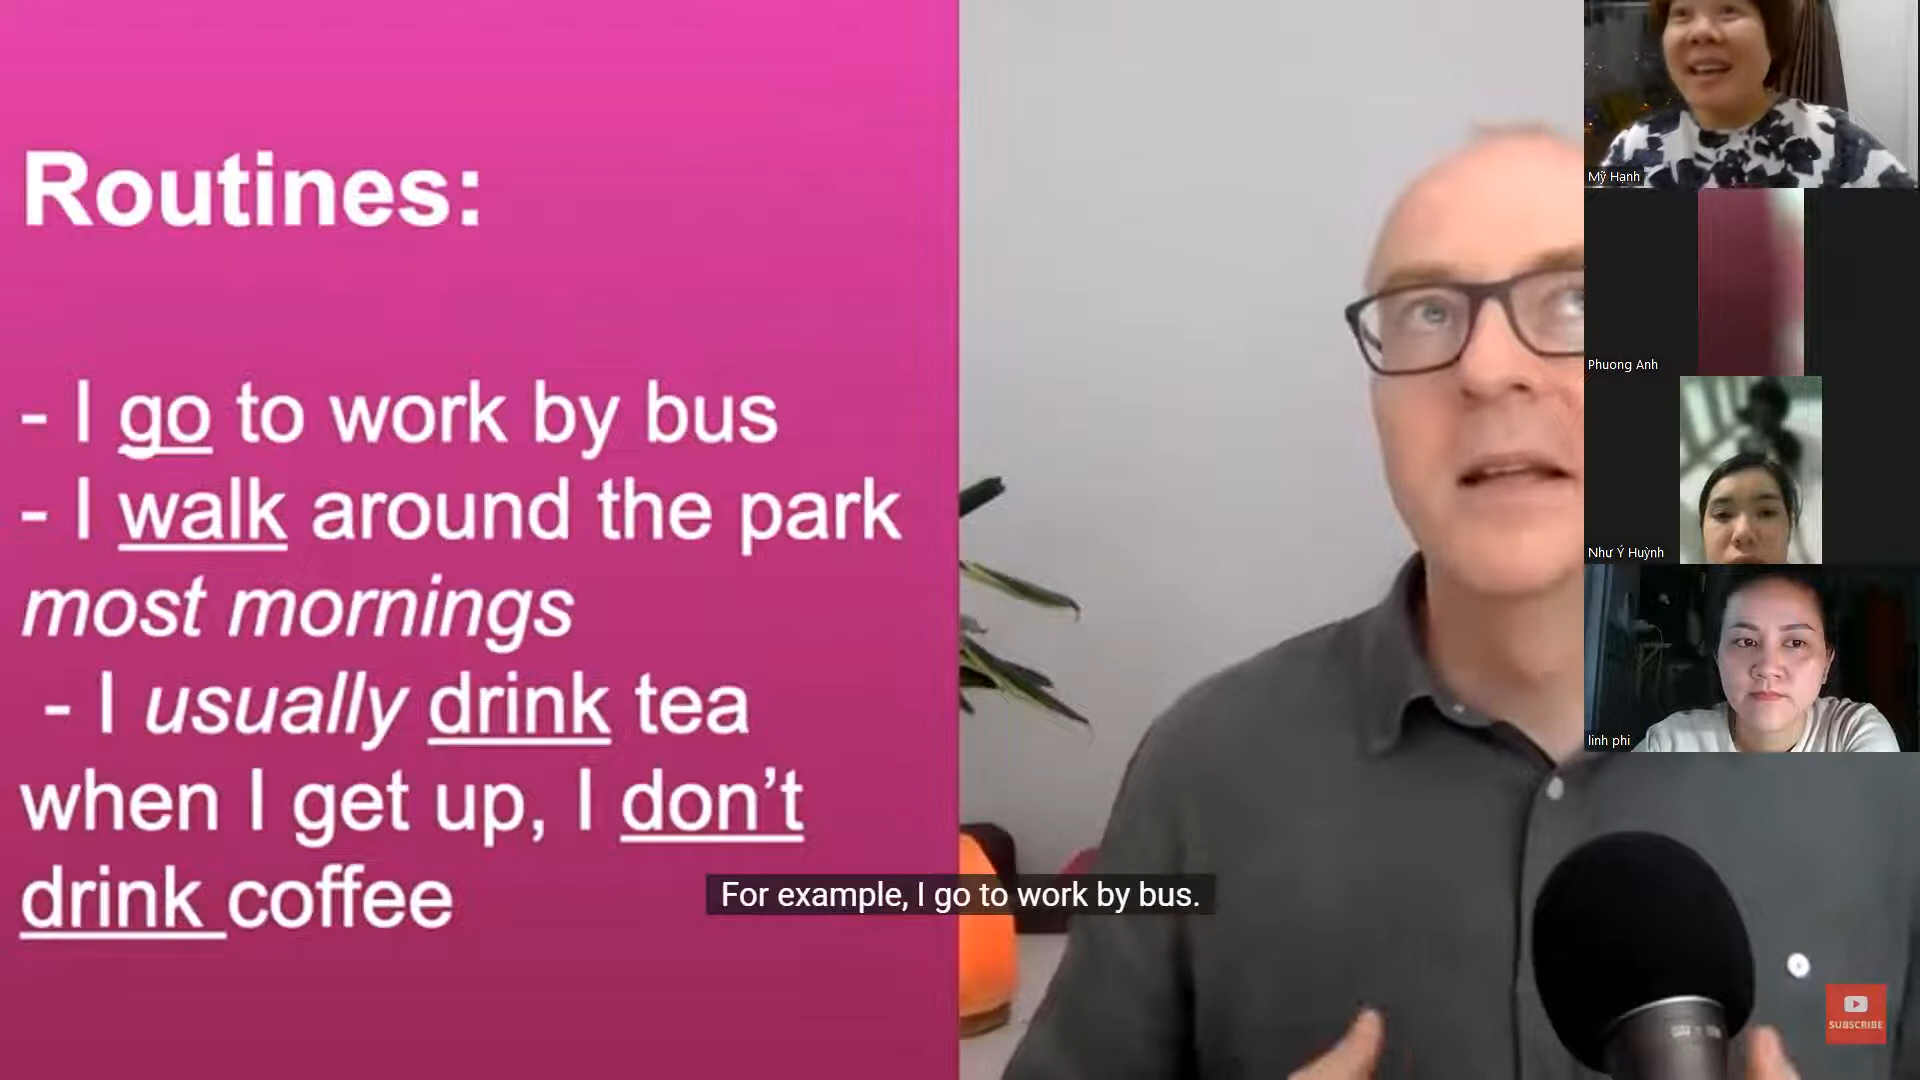 Routines:
- I go to work by bus
- I walk around the park
most mornings
- I usually drink tea
when I get up, I don't
drink coffee
For example, I go to work by bus.
Mỹ Hạnh
Phuong Anh
Như Ý Huỳnh
linh phi
SUBSCRIBE